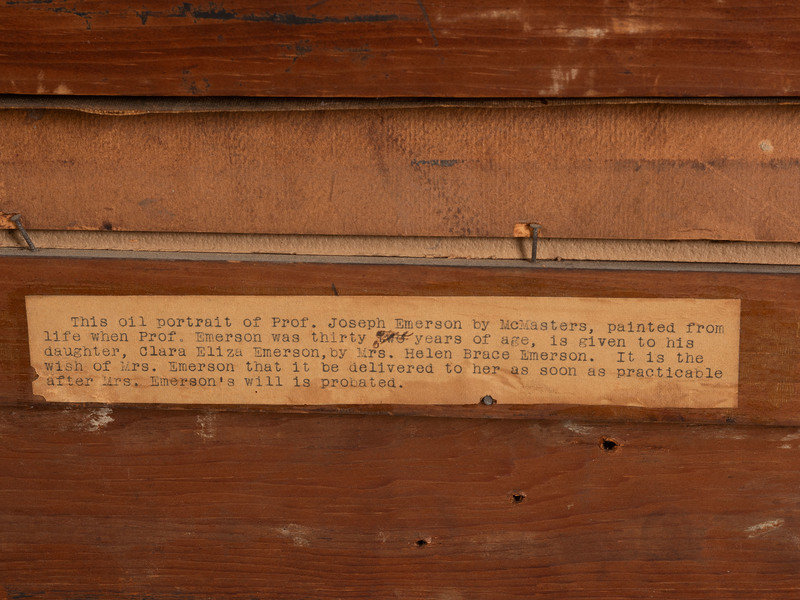 This oil portrait of Prof. Joseph Emerson by McMasters, painted from
life when Prof. Emerson was thirty years of age, is given to his
daughter, Clara Eliza Emerson,by Mrs. Helen Brace Emerson. It is the
wish of Mrs. Emerson that it be delivered to her as soon as practicable
after Mrs. Emerson's will is probated.